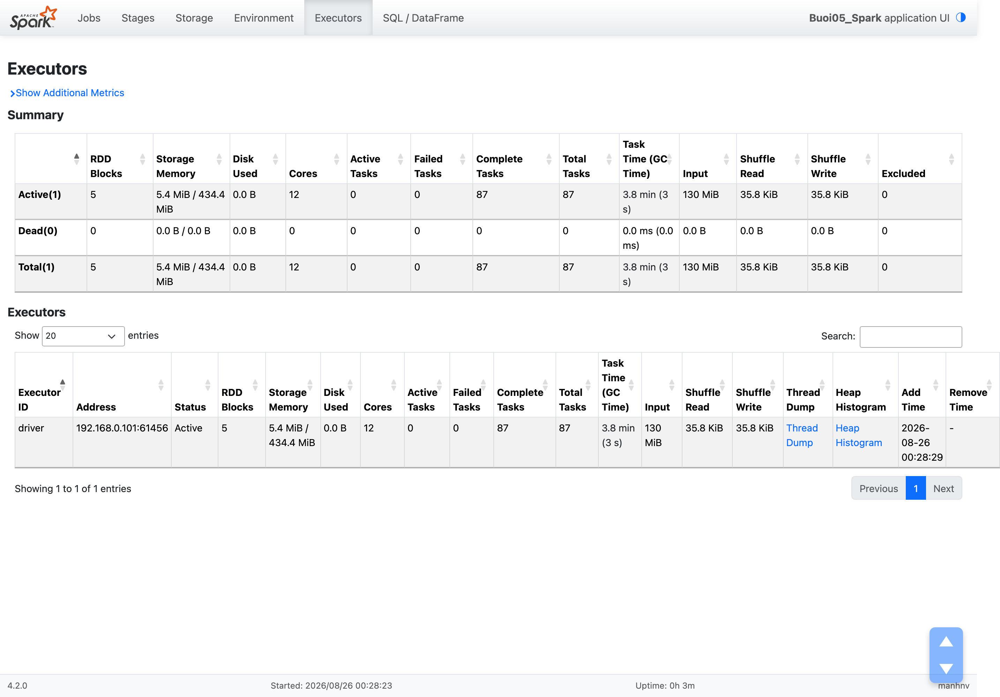 APACHE Spark™ Jobs Stages Storage Environment Executors SQL / DataFrame Buoi05_Spark application UI
Executors
Show Additional Metrics
Summary
RDD Blocks Storage Memory Disk Used Cores Active Tasks Failed Tasks Complete Tasks Total Tasks Task Time (GC Time) Input Shuffle Read Shuffle Write Excluded
Active(1) 5 5.4 MiB / 434.4 MiB 0.0 B 12 0 0 87 87 3.8 min (3 s) 130 MiB 35.8 KiB 35.8 KiB 0
Dead(0) 0 0.0 B / 0.0 B 0.0 B 0 0 0 0 0 0.0 ms (0.0 ms) 0.0 B 0.0 B 0.0 B 0
Total(1) 5 5.4 MiB / 434.4 MiB 0.0 B 12 0 0 87 87 3.8 min (3 s) 130 MiB 35.8 KiB 35.8 KiB 0
Executors
Show 20 entries Search:
Executor ID Address Status RDD Blocks Storage Memory Disk Used Cores Active Tasks Failed Tasks Complete Tasks Total Tasks Task Time (GC Time) Input Shuffle Read Shuffle Write Thread Dump Heap Histogram Add Time Remove Time
driver 192.168.0.101:61456 Active 5 5.4 MiB / 434.4 MiB 0.0 B 12 0 0 87 87 3.8 min (3 s) 130 MiB 35.8 KiB 35.8 KiB Thread Dump Heap Histogram 2026-08-26 00:28:29 -
Showing 1 to 1 of 1 entries Previous 1 Next
4.2.0 Started: 2026/08/26 00:28:23 Uptime: 0h 3m manhnv